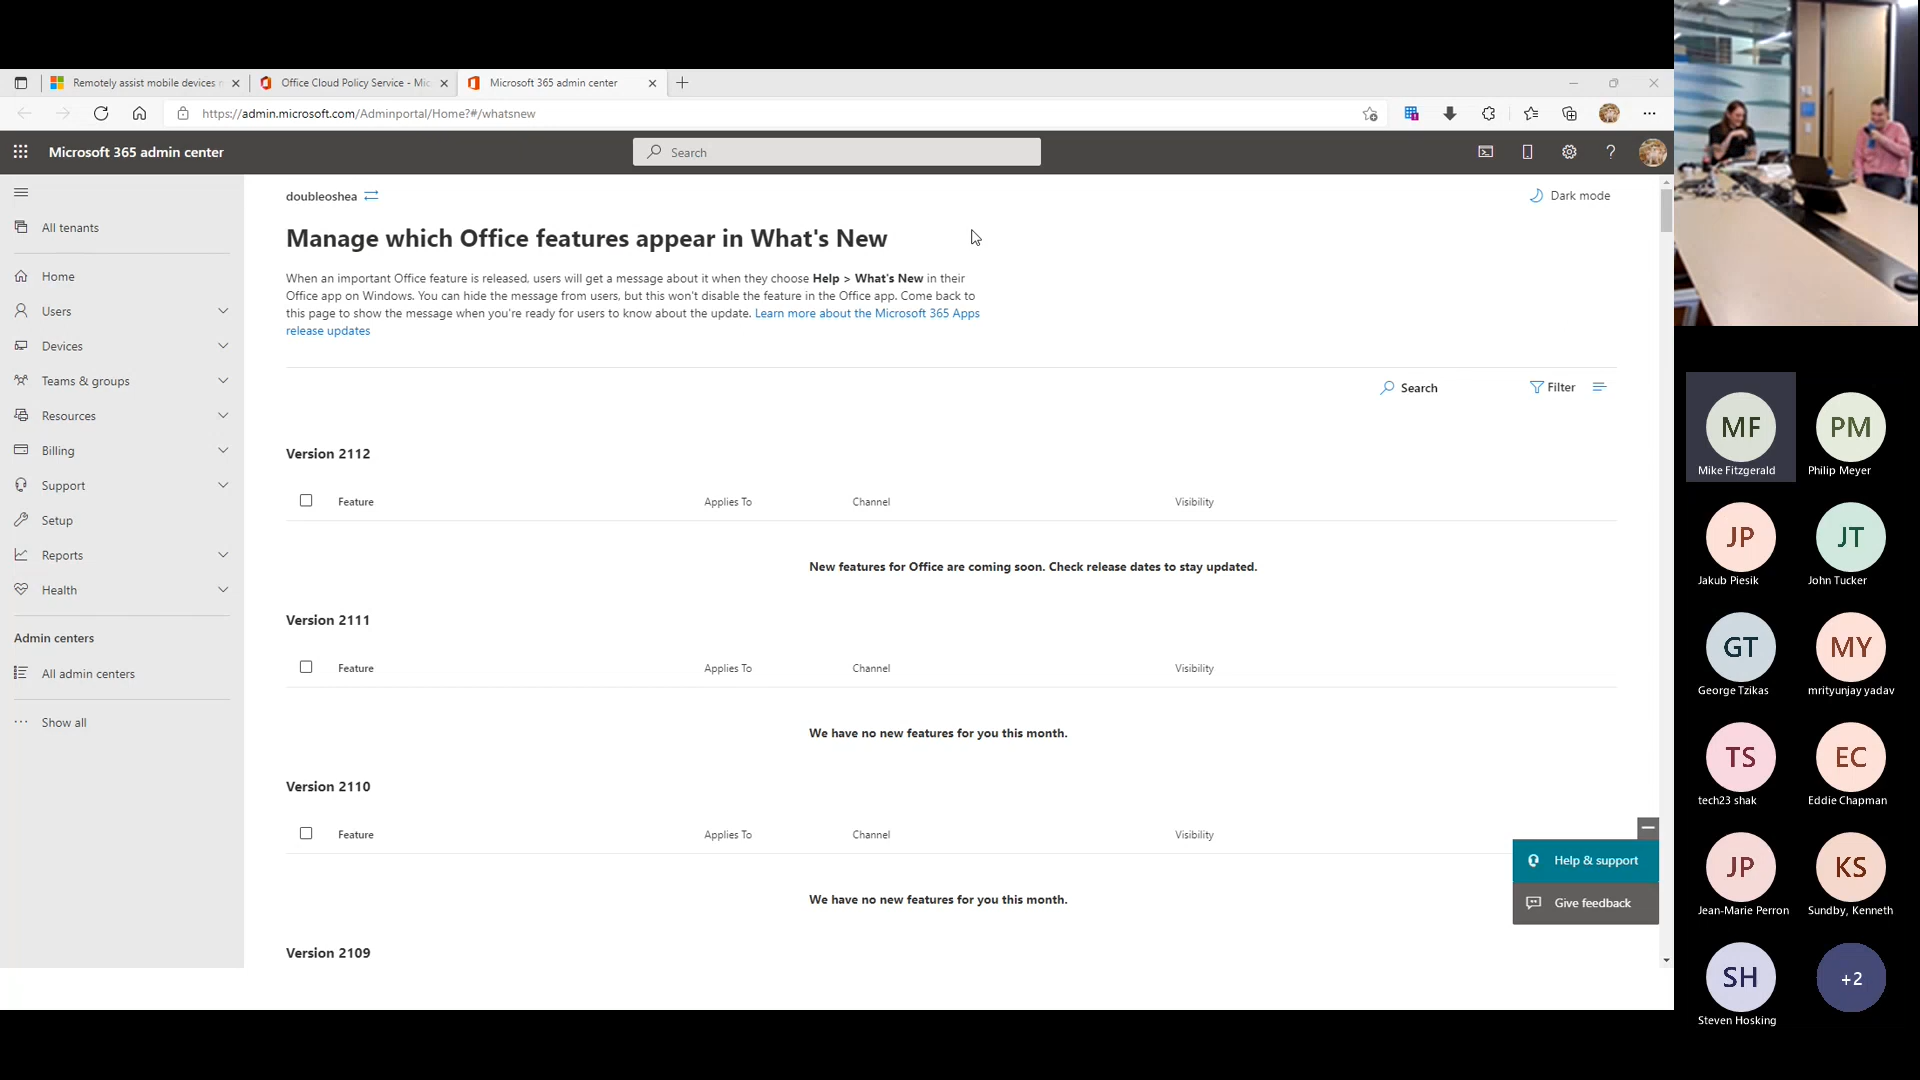 Remotely assist mobile devices
Office Cloud Policy Service - Mic
Microsoft 365 admin center
https://admin.microsoft.com/Adminportal/Home?#/whatsnew
Microsoft 365 admin center
Search
doubleoshea
Dark mode
All tenants
Home
Users
Devices
Teams & groups
Resources
Billing
Support
Setup
Reports
Health
Admin centers
All admin centers
Show all
Manage which Office features appear in What's New
When an important Office feature is released, users will get a message about it when they choose Help > What's New in their
Office app on Windows. You can hide the message from users, but this won't disable the feature in the Office app. Come back to
this page to show the message when you're ready for users to know about the update. Learn more about the Microsoft 365 Apps
release updates
Search
Filter
Version 2112
Feature Applies To Channel Visibility
New features for Office are coming soon. Check release dates to stay updated.
Version 2111
Feature Applies To Channel Visibility
We have no new features for you this month.
Version 2110
Feature Applies To Channel Visibility
We have no new features for you this month.
Version 2109
Help & support
Give feedback
MF
Mike Fitzgerald
PM
Philip Meyer
JP
Jakub Piesik
JT
John Tucker
GT
George Tzikas
MY
mrityunjay yadav
TS
tech23 shak
EC
Eddie Chapman
JP
Jean-Marie Perron
KS
Sundby, Kenneth
SH
Steven Hosking
+2